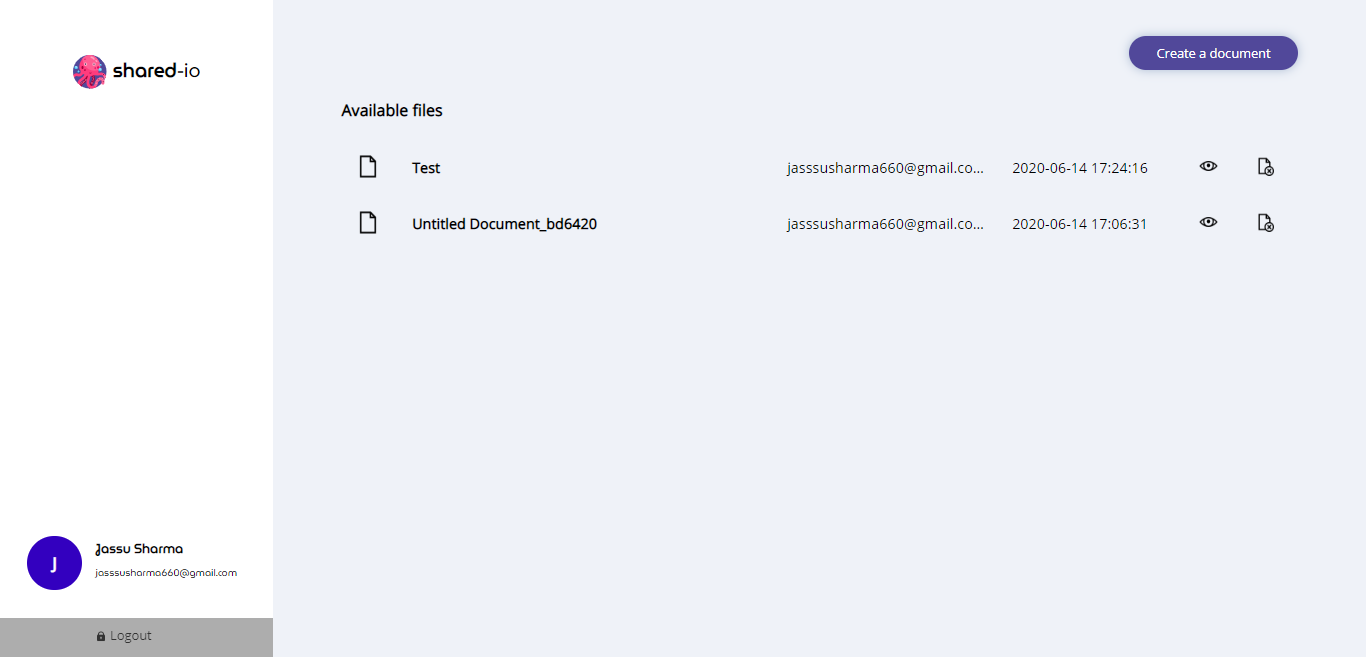 shared-io
Create a document
Available files
Test jasssusharma660@gmail.co... 2020-06-14 17:24:16
Untitled Document_bd6420 jasssusharma660@gmail.co... 2020-06-14 17:06:31
J
Jassu Sharma
jasssusharma660@gmail.com
Logout